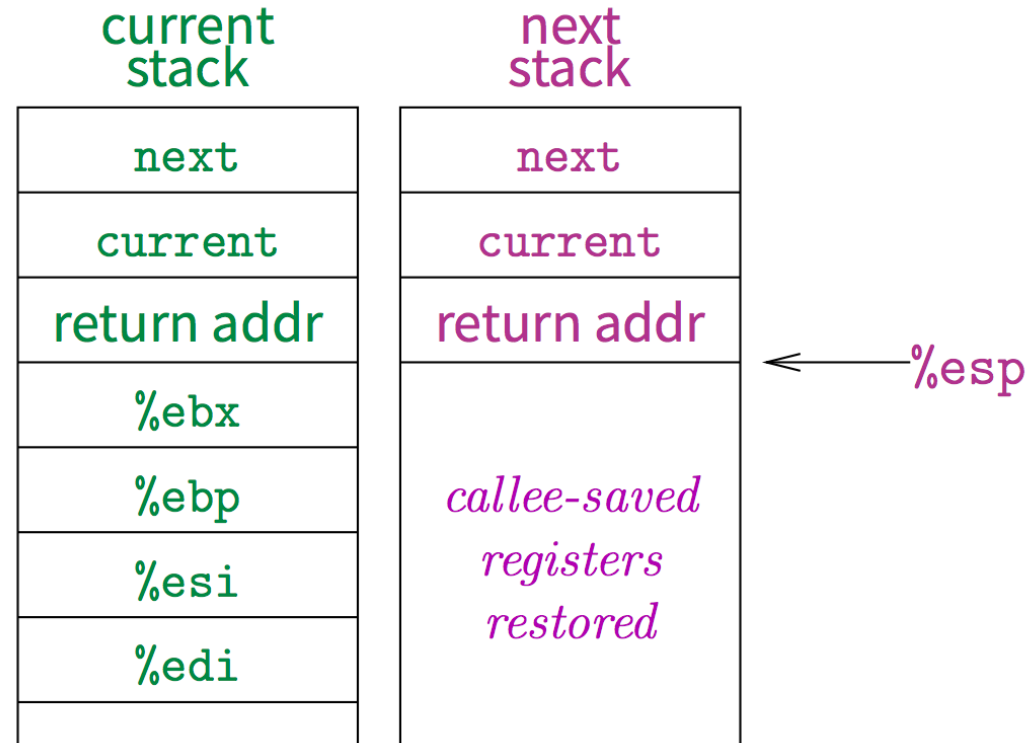 current
stack
next
current
return addr
%ebx
%ebp
%esi
%edi
next
stack
next
current
return addr
callee-saved
registers
restored
%esp